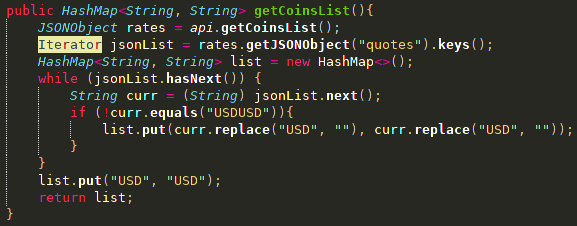 public HashMap<String, String> getCoinsList(){
JSONObject rates = api.getCoinsList();
Iterator jsonList = rates.getJSONObject("quotes").keys();
HashMap<String, String> list = new HashMap<>();
while (jsonList.hasNext()) {
String curr = (String) jsonList.next();
if (!curr.equals("USDUSD")){
list.put(curr.replace("USD", ""), curr.replace("USD", ""));
}
}
list.put("USD", "USD");
return list;
}